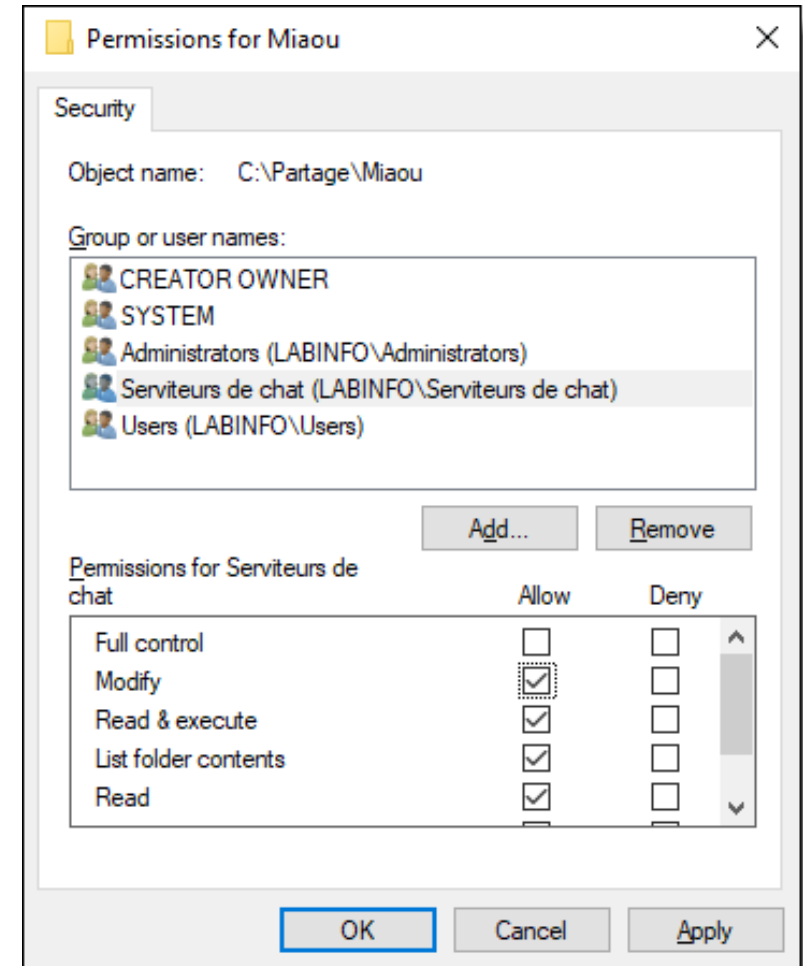 Permissions for Miaou
Security
Object name: C:\Partage\Miaou
Group or user names:
CREATOR OWNER
SYSTEM
Administrators (LABINFO\Administrators)
Serviteurs de chat (LABINFO\Serviteurs de chat)
Users (LABINFO\Users)
Add...
Remove
Permissions for Serviteurs de
chat
Allow
Deny
Full control
Modify
Read & execute
List folder contents
Read
OK
Cancel
Apply